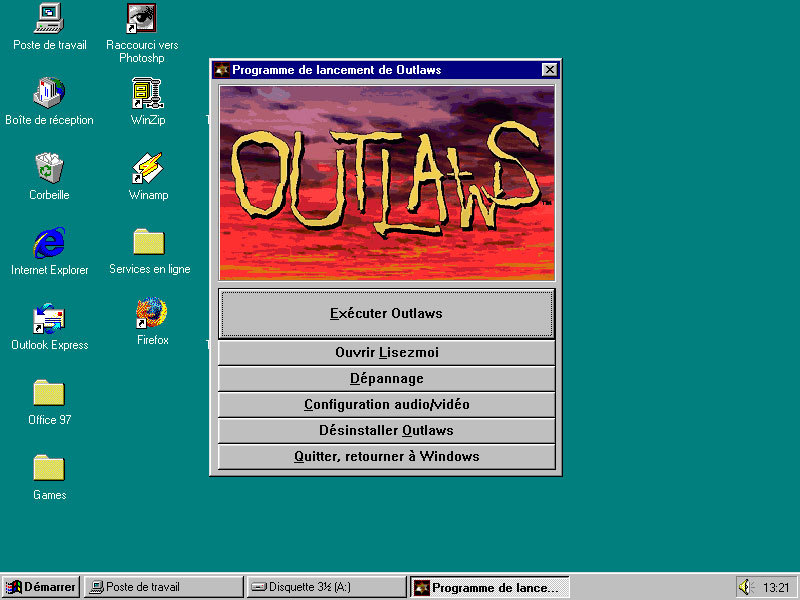 Poste de travail
Raccourci vers
Photoshp
Boîte de réception
WinZip
Corbeille
Winamp
Internet Explorer
Services en ligne
Outlook Express
Firefox
Office 97
Games
Programme de lancement de Outlaws
OUTLAWS
Exécuter Outlaws
Ouvrir Lisezmoi
Dépannage
Configuration audio/vidéo
Désinstaller Outlaws
Quitter, retourner à Windows
Démarrer
Poste de travail
Disquette 3½ (A:)
Programme de lance...
13:21